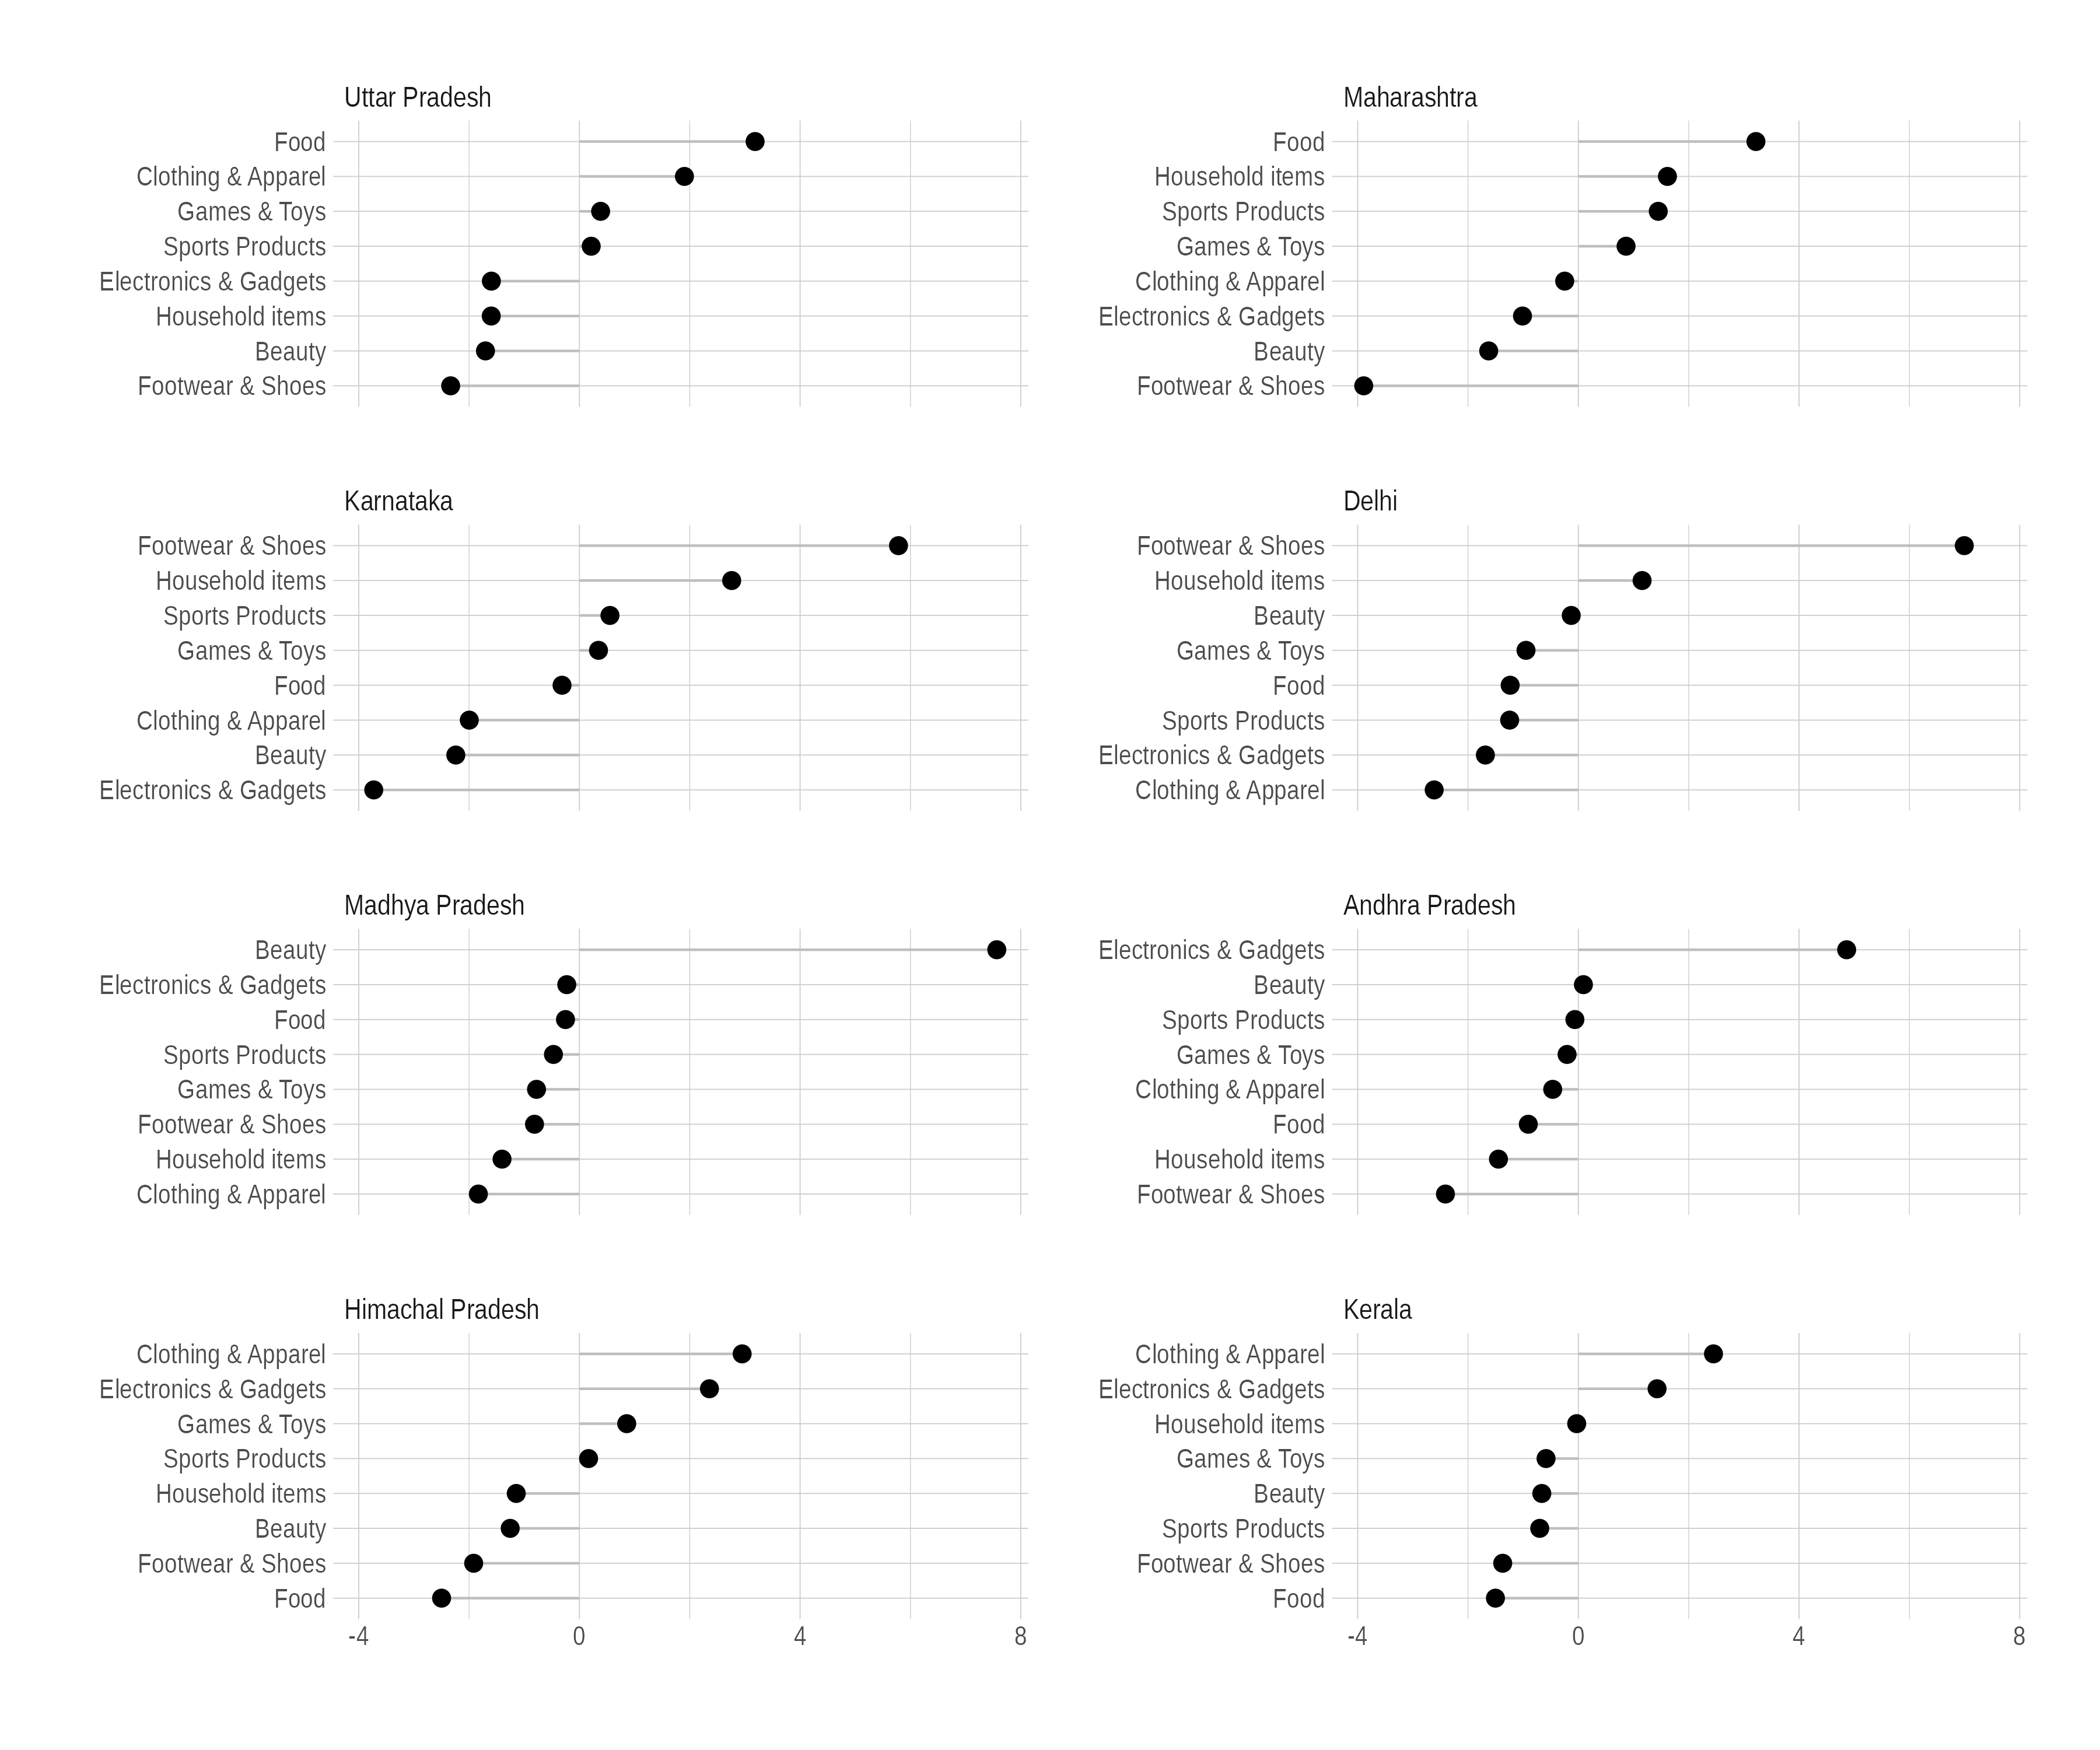 Uttar Pradesh
Food
Clothing & Apparel
Games & Toys
Sports Products
Electronics & Gadgets
Household items
Beauty
Footwear & Shoes
Maharashtra
Food
Household items
Sports Products
Games & Toys
Clothing & Apparel
Electronics & Gadgets
Beauty
Footwear & Shoes
Karnataka
Footwear & Shoes
Household items
Sports Products
Games & Toys
Food
Clothing & Apparel
Beauty
Electronics & Gadgets
Delhi
Footwear & Shoes
Household items
Beauty
Games & Toys
Food
Sports Products
Electronics & Gadgets
Clothing & Apparel
Madhya Pradesh
Beauty
Electronics & Gadgets
Food
Sports Products
Games & Toys
Footwear & Shoes
Household items
Clothing & Apparel
Andhra Pradesh
Electronics & Gadgets
Beauty
Sports Products
Games & Toys
Clothing & Apparel
Food
Household items
Footwear & Shoes
Himachal Pradesh
Clothing & Apparel
Electronics & Gadgets
Games & Toys
Sports Products
Household items
Beauty
Footwear & Shoes
Food
-4 0 4 8
Kerala
Clothing & Apparel
Electronics & Gadgets
Household items
Games & Toys
Beauty
Sports Products
Footwear & Shoes
Food
-4 0 4 8